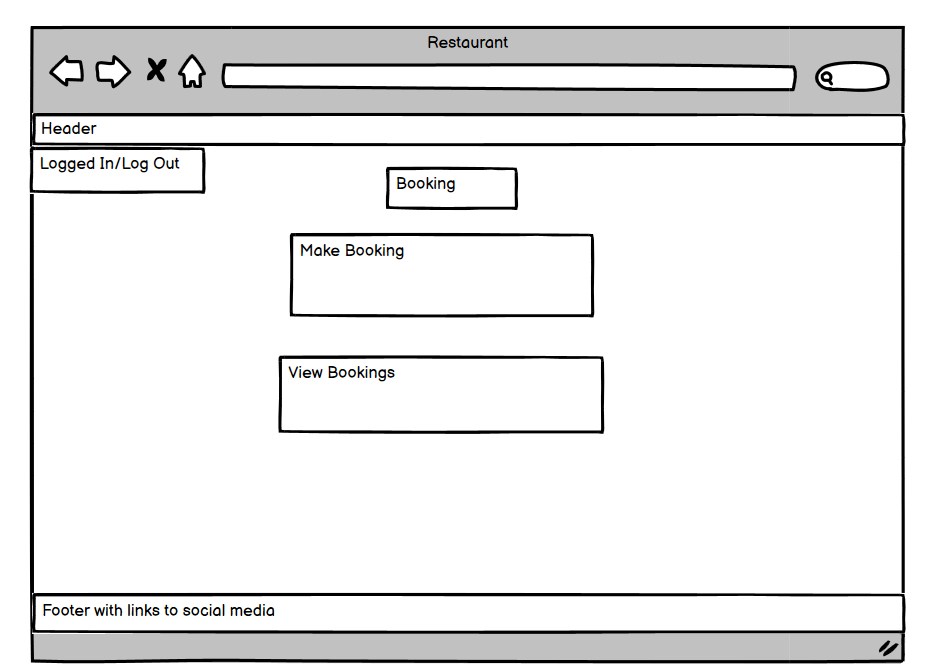 Restaurant
Header
Logged In/Log Out
Booking
Make Booking
View Bookings
Footer with links to social media